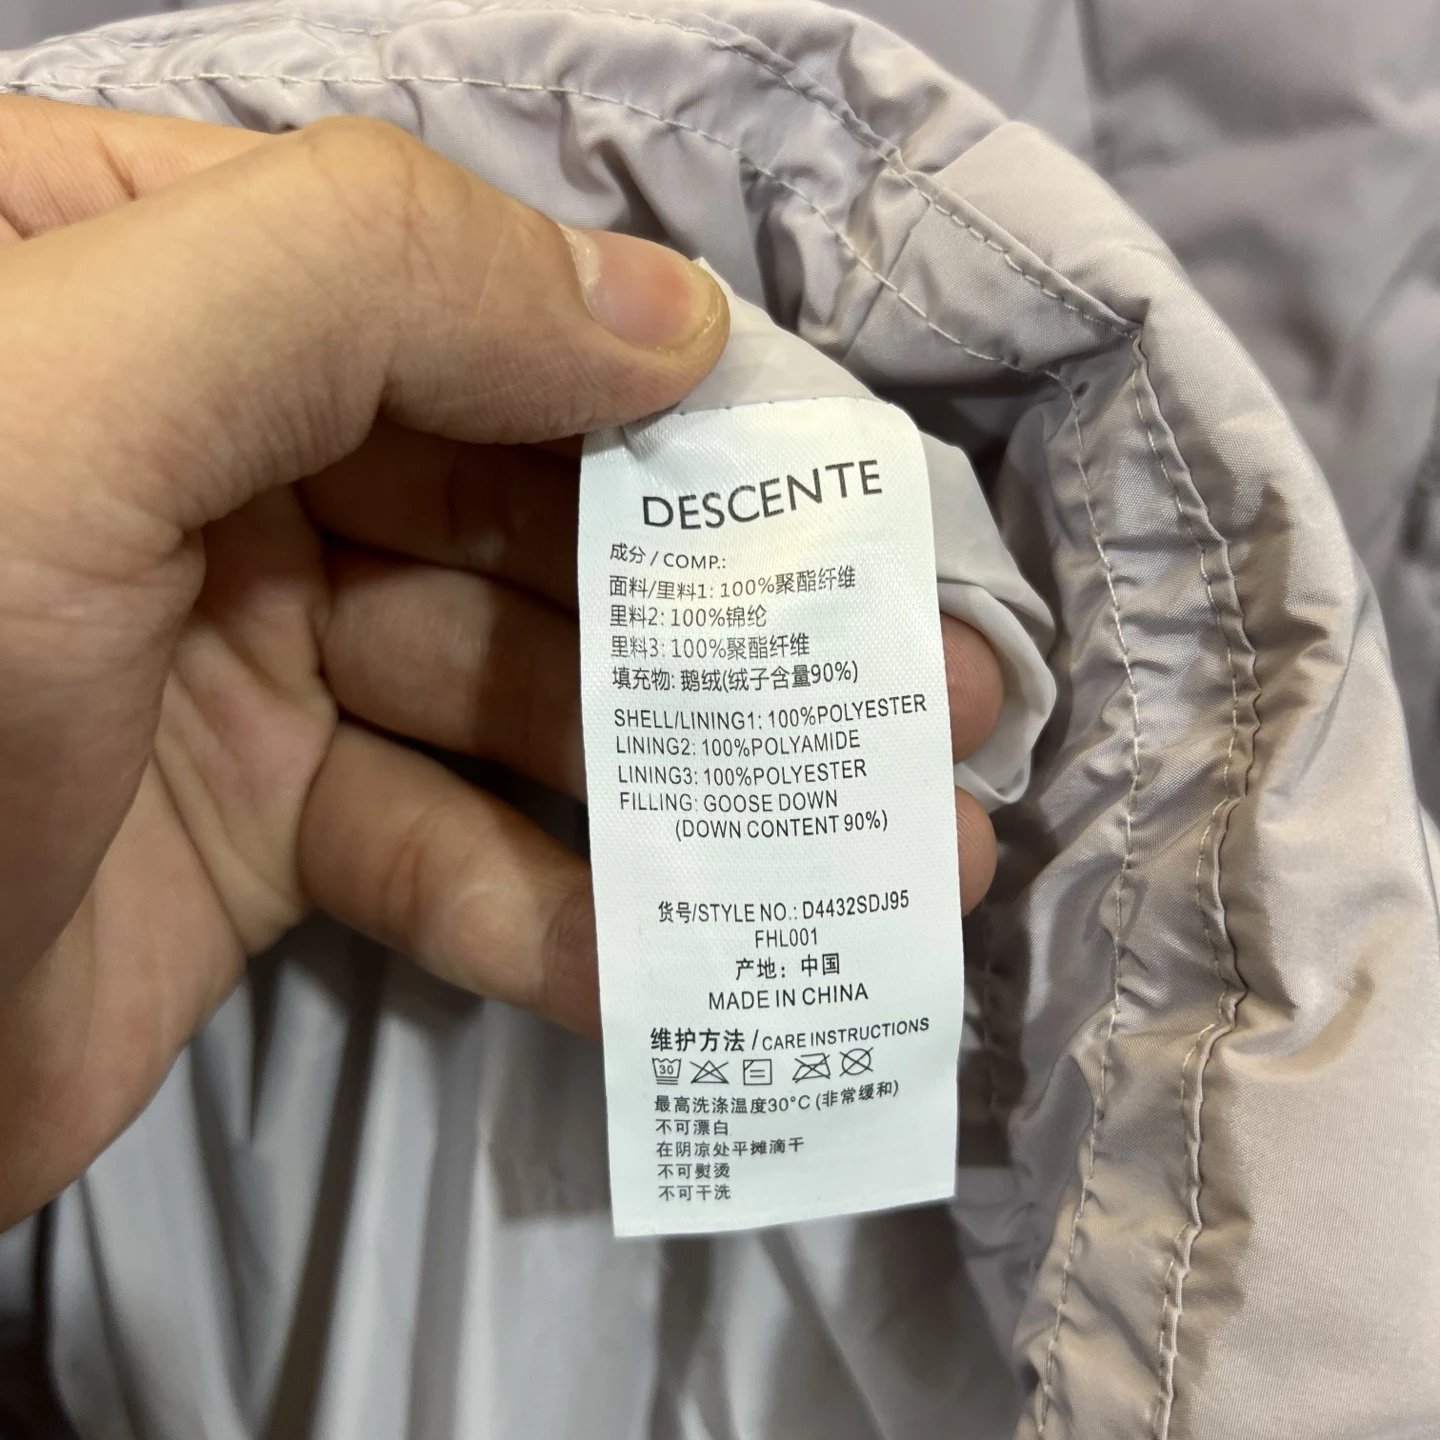 DESCENTE
成分 / COMP.:
面料/里料1: 100%聚酯纤维
里料2: 100%锦纶
里料3: 100%聚酯纤维
填充物: 鹅绒(绒子含量90%)
SHELL/LINING1: 100%POLYESTER
LINING2: 100%POLYAMIDE
LINING3: 100%POLYESTER
FILLING: GOOSE DOWN
(DOWN CONTENT 90%)
货号/STYLE NO.: D4432SDJ95
FHL001
产地: 中国
MADE IN CHINA
维护方法 / CARE INSTRUCTIONS
30
最高洗涤温度30°C (非常缓和)
不可漂白
在阴凉处平摊滴干
不可熨烫
不可干洗